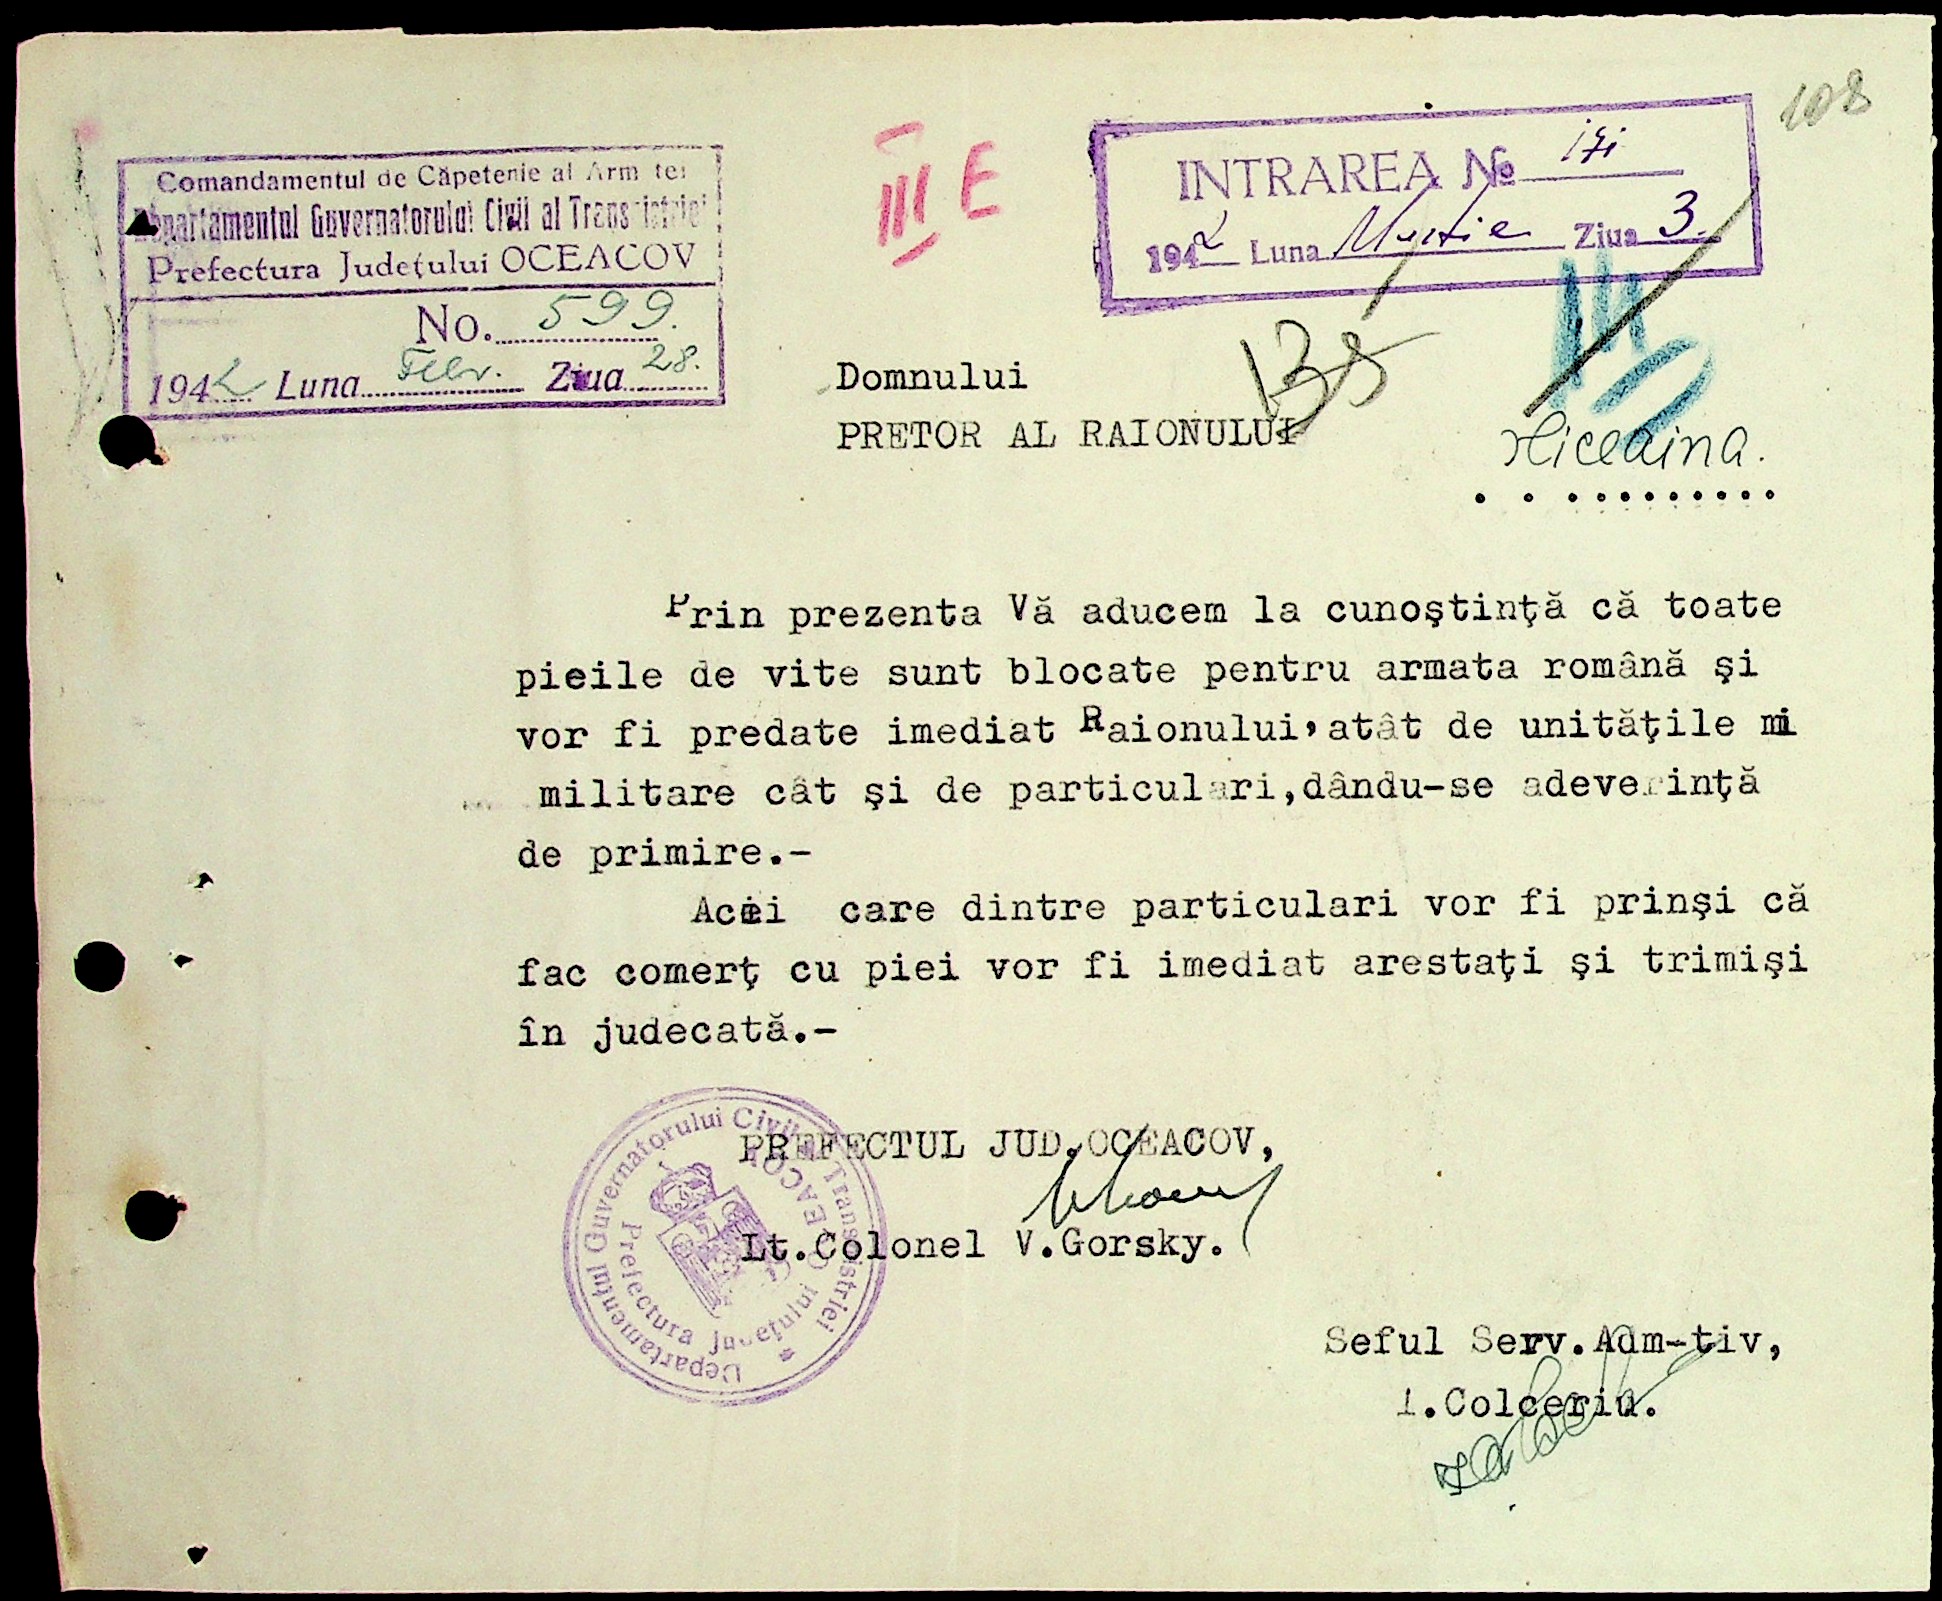 108
Comandamentul de Căpetenie al Arm tei
Departamentul Guvernatorului Civil al Transnistriei
Prefectura Județului OCEACOV
No. 599.
1942 Luna Febr. Ziua 28.
III E
INTRAREA No
1942 Luna Martie Ziua 3.
Domnului
PRETOR AL RAIONULUI
. . ..........
Prin prezenta Vă aducem la cunoştinţă că toate
pieile de vite sunt blocate pentru armata română şi
vor fi predate imediat Raionului,atât de unităţile mi
militare cât şi de particulari,dându-se adeverinţă
de primire.-
Acei care dintre particulari vor fi prinşi că
fac comerţ cu piei vor fi imediat arestaţi şi trimişi
în judecată.-
PREFECTUL JUD.OCEACOV,
Lt.Colonel V.Gorsky.
Departamentul Guvernatorului Civil al Transnistriei
Prefectura Județului OCEACOV
Seful Serv.Adm-tiv,
I.Colceriu.